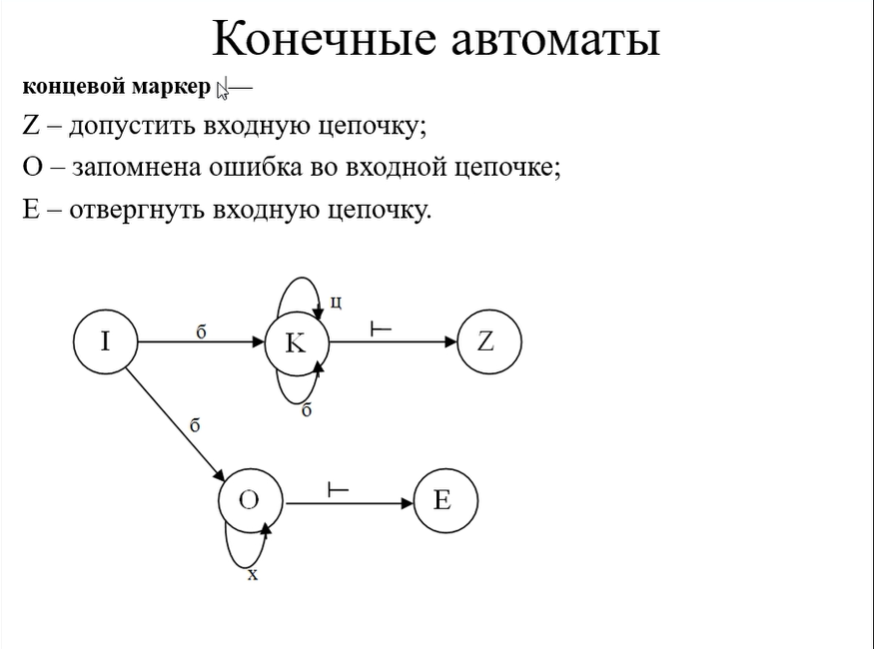 Конечные автоматы
концевой маркер ⊢
Z – допустить входную цепочку;
O – запомнена ошибка во входной цепочке;
E – отвергнуть входную цепочку.
ц
I б K ⊢ Z
б
б
O ⊢ E
х